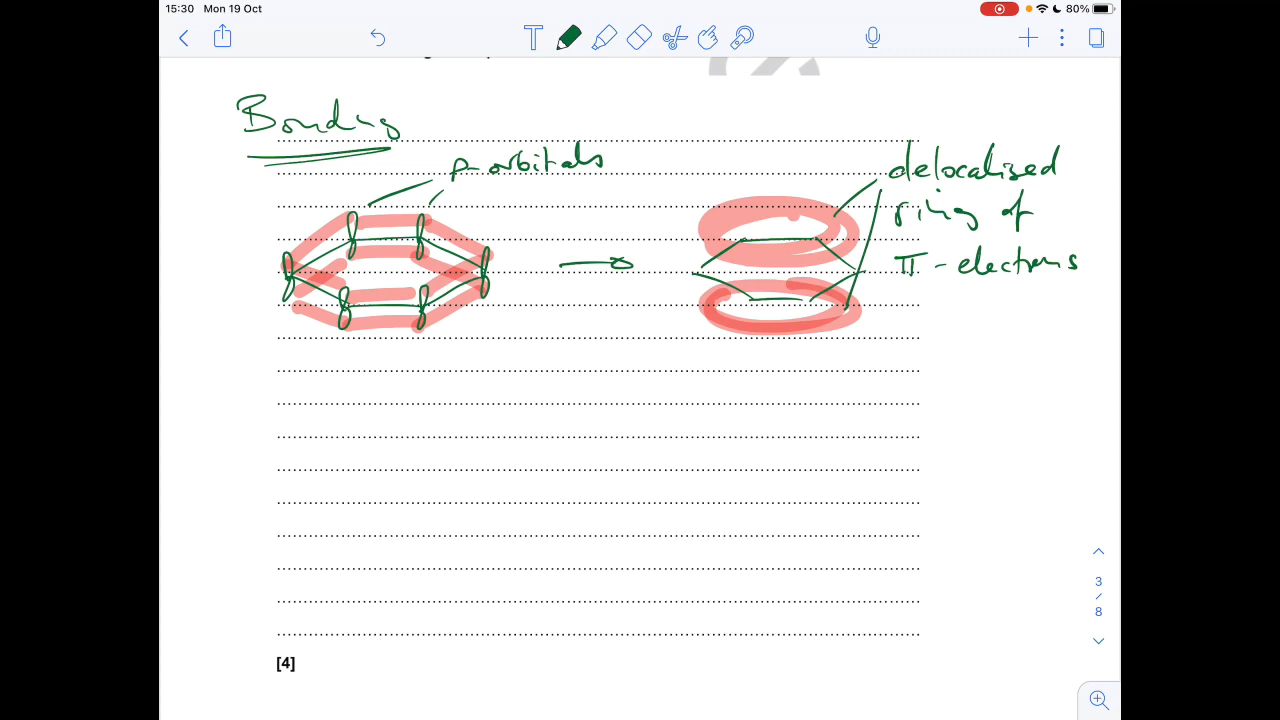 15:30 Mon 19 Oct
80%
T
Bonding
p-orbitals
delocalised
ring of
π-electrons
3
/
8
[4]